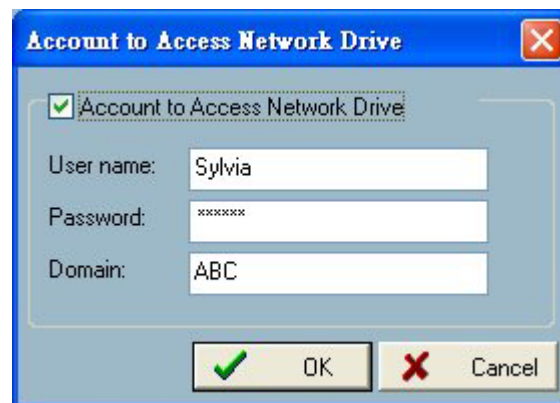 Account to Access Network Drive
Account to Access Network Drive
User name: Sylvia
Password: ******
Domain: ABC
OK Cancel